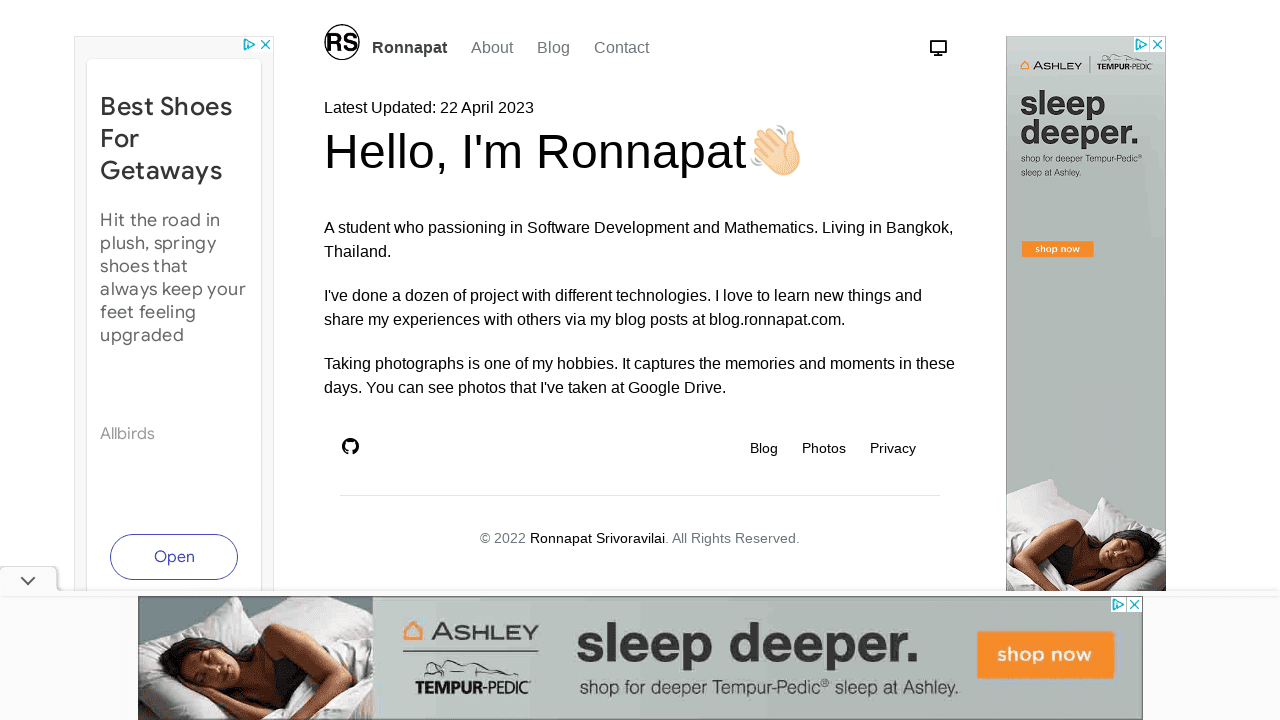 RS
Ronnapat
About
Blog
Contact
Latest Updated: 22 April 2023
Hello, I'm Ronnapat👋🏻
A student who passioning in Software Development and Mathematics. Living in Bangkok,
Thailand.
I've done a dozen of project with different technologies. I love to learn new things and
share my experiences with others via my blog posts at blog.ronnapat.com.
Taking photographs is one of my hobbies. It captures the memories and moments in these
days. You can see photos that I've taken at Google Drive.
Blog
Photos
Privacy
© 2022 Ronnapat Srivoravilai. All Rights Reserved.
Best Shoes
For
Getaways
Hit the road in
plush, springy
shoes that
always keep your
feet feeling
upgraded
Allbirds
Open
ASHLEY
TEMPUR-PEDIC®
sleep
deeper.
shop for deeper Tempur-Pedic®
sleep at Ashley.
shop now
ASHLEY
TEMPUR-PEDIC®
sleep deeper.
shop for deeper Tempur-Pedic® sleep at Ashley.
shop now